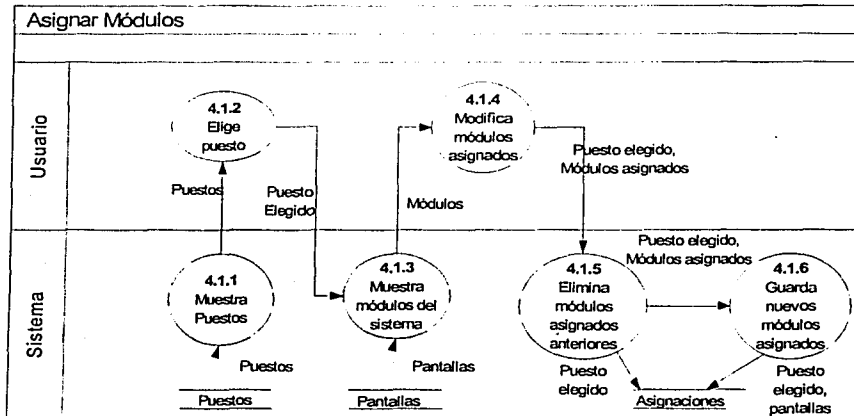 Asignar Módulos
Usuario
4.1.2
Elige
puesto
4.1.4
Modifica
módulos
asignados
Puestos
Puesto
Elegido
Módulos
Puesto elegido,
Módulos asignados
Sistema
4.1.1
Muestra
Puestos
4.1.3
Muestra
módulos del
sistema
Puesto elegido,
Módulos asignados
4.1.5
Elimina
módulos
asignados
anteriores
4.1.6
Guarda
nuevos
módulos
asignados
Puestos
Pantallas
Puesto
elegido
Puesto
elegido,
pantallas
Puestos
Pantallas
Asignaciones